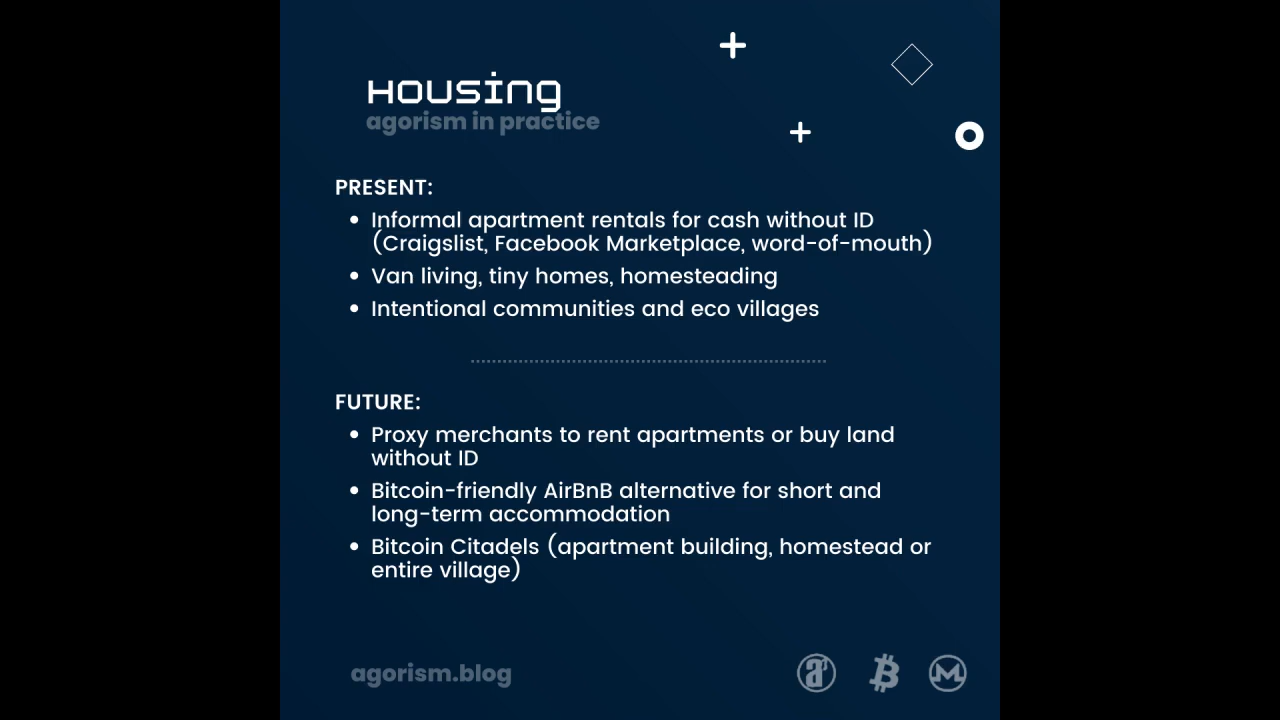 Housing
agorism in practice
PRESENT:
• Informal apartment rentals for cash without ID
(Craigslist, Facebook Marketplace, word-of-mouth)
• Van living, tiny homes, homesteading
• Intentional communities and eco villages
FUTURE:
• Proxy merchants to rent apartments or buy land
without ID
• Bitcoin-friendly AirBnB alternative for short and
long-term accommodation
• Bitcoin Citadels (apartment building, homestead or
entire village)
agorism.blog